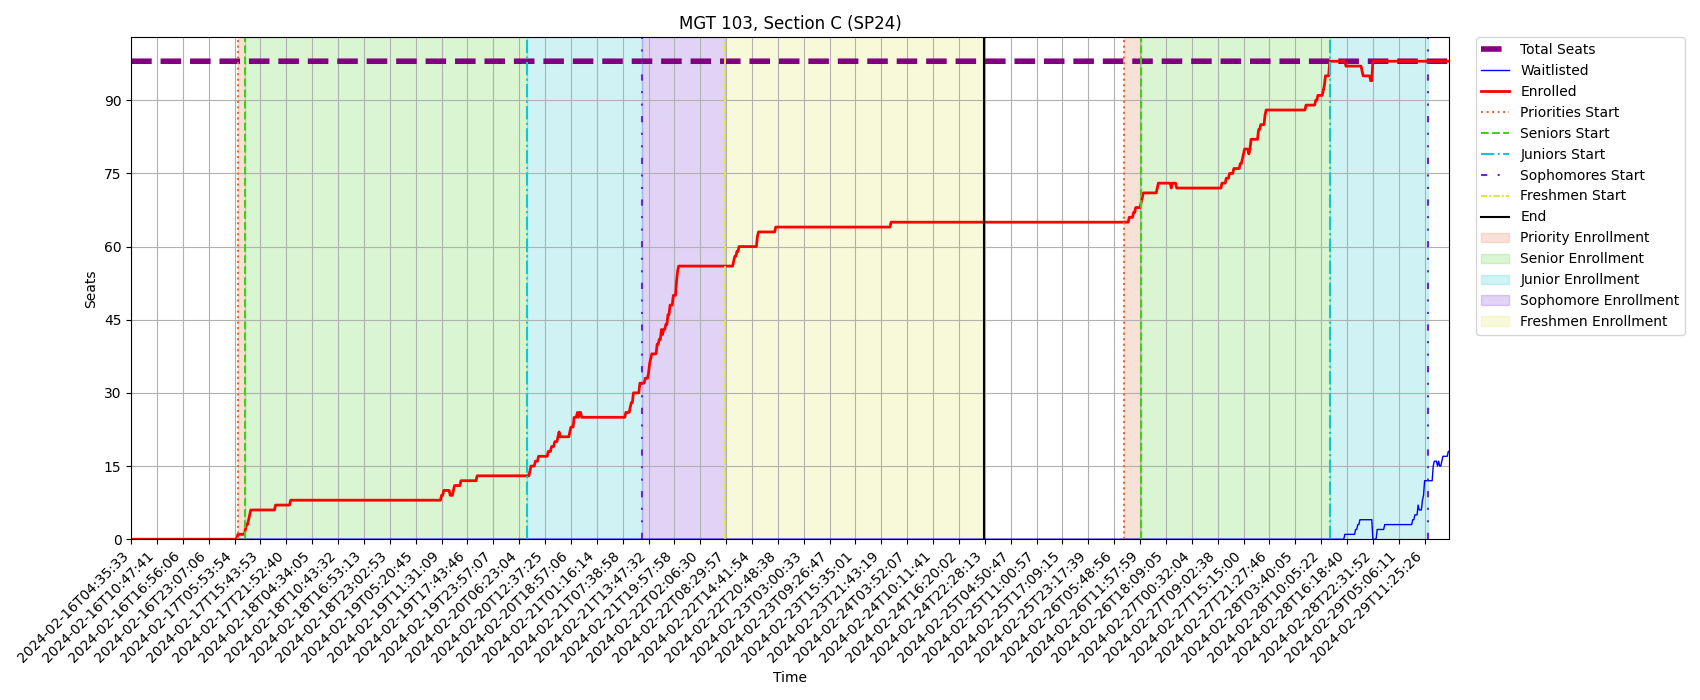 MGT 103, Section C (SP24)
Seats
90
75
60
45
30
15
0
2024-02-16T04:35:33
2024-02-16T10:47:41
2024-02-16T16:56:06
2024-02-16T23:07:06
2024-02-17T05:53:54
2024-02-17T15:43:53
2024-02-17T21:52:40
2024-02-18T04:34:05
2024-02-18T10:43:32
2024-02-18T16:53:13
2024-02-18T23:02:53
2024-02-19T05:20:45
2024-02-19T11:31:09
2024-02-19T17:43:46
2024-02-19T23:57:07
2024-02-20T06:23:04
2024-02-20T12:37:25
2024-02-20T18:57:06
2024-02-21T01:16:14
2024-02-21T07:38:58
2024-02-21T13:47:32
2024-02-21T19:57:58
2024-02-22T02:06:30
2024-02-22T08:29:57
2024-02-22T14:41:54
2024-02-22T20:48:38
2024-02-23T03:00:33
2024-02-23T09:26:47
2024-02-23T15:35:01
2024-02-23T21:43:19
2024-02-24T03:52:07
2024-02-24T10:11:41
2024-02-24T16:20:02
2024-02-24T22:28:13
2024-02-25T04:50:47
2024-02-25T11:00:57
2024-02-25T17:09:15
2024-02-25T23:17:39
2024-02-26T05:48:56
2024-02-26T11:57:59
2024-02-26T18:09:05
2024-02-27T00:32:04
2024-02-27T09:02:38
2024-02-27T15:15:00
2024-02-27T21:27:46
2024-02-28T03:40:05
2024-02-28T10:05:22
2024-02-28T16:18:40
2024-02-28T22:31:52
2024-02-29T05:06:11
2024-02-29T11:25:26
Time
Total Seats
Waitlisted
Enrolled
Priorities Start
Seniors Start
Juniors Start
Sophomores Start
Freshmen Start
End
Priority Enrollment
Senior Enrollment
Junior Enrollment
Sophomore Enrollment
Freshmen Enrollment